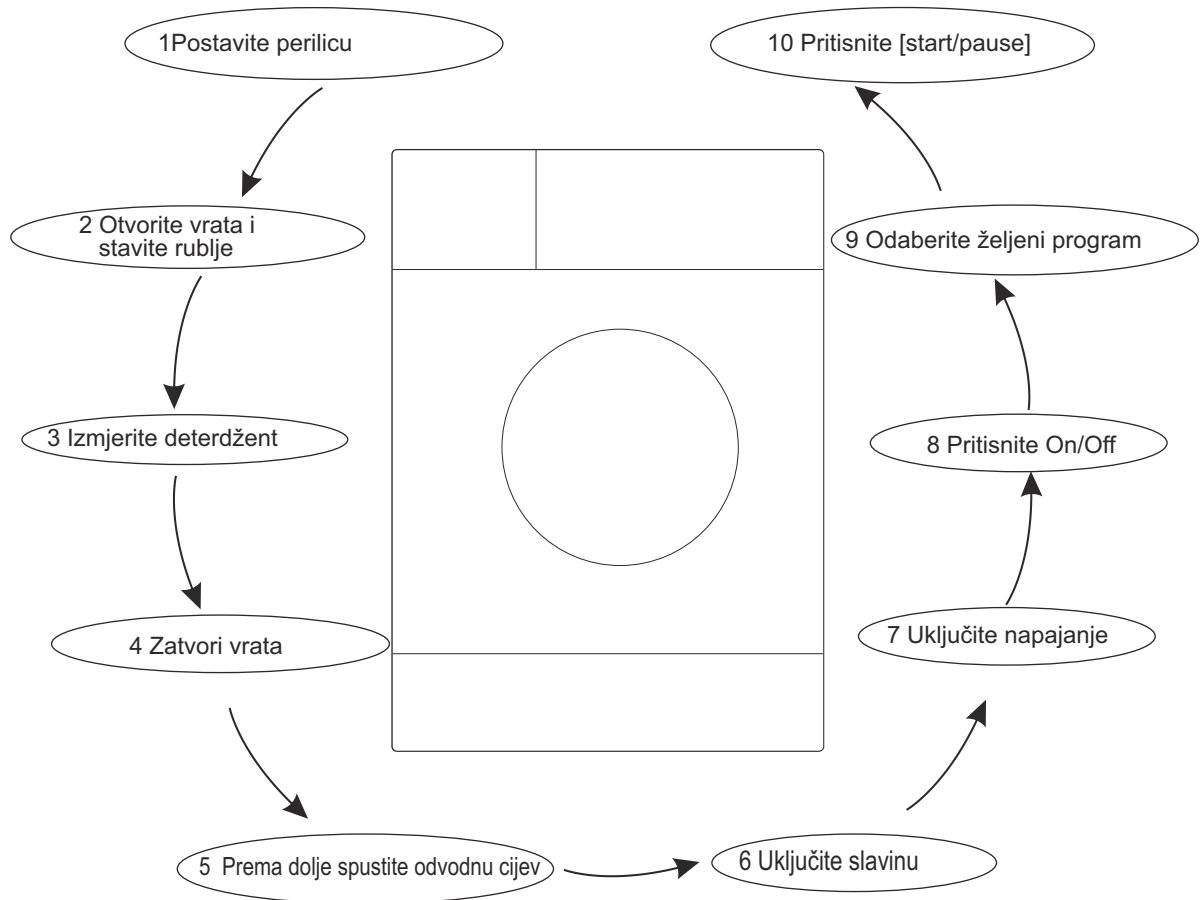 1Postavite perilicu
2 Otvorite vrata i
stavite rublje
3 Izmjerite deterdžent
4 Zatvori vrata
5 Prema dolje spustite odvodnu cijev
6 Uključite slavinu
7 Uključite napajanje
8 Pritisnite On/Off
9 Odaberite željeni program
10 Pritisnite [start/pause]